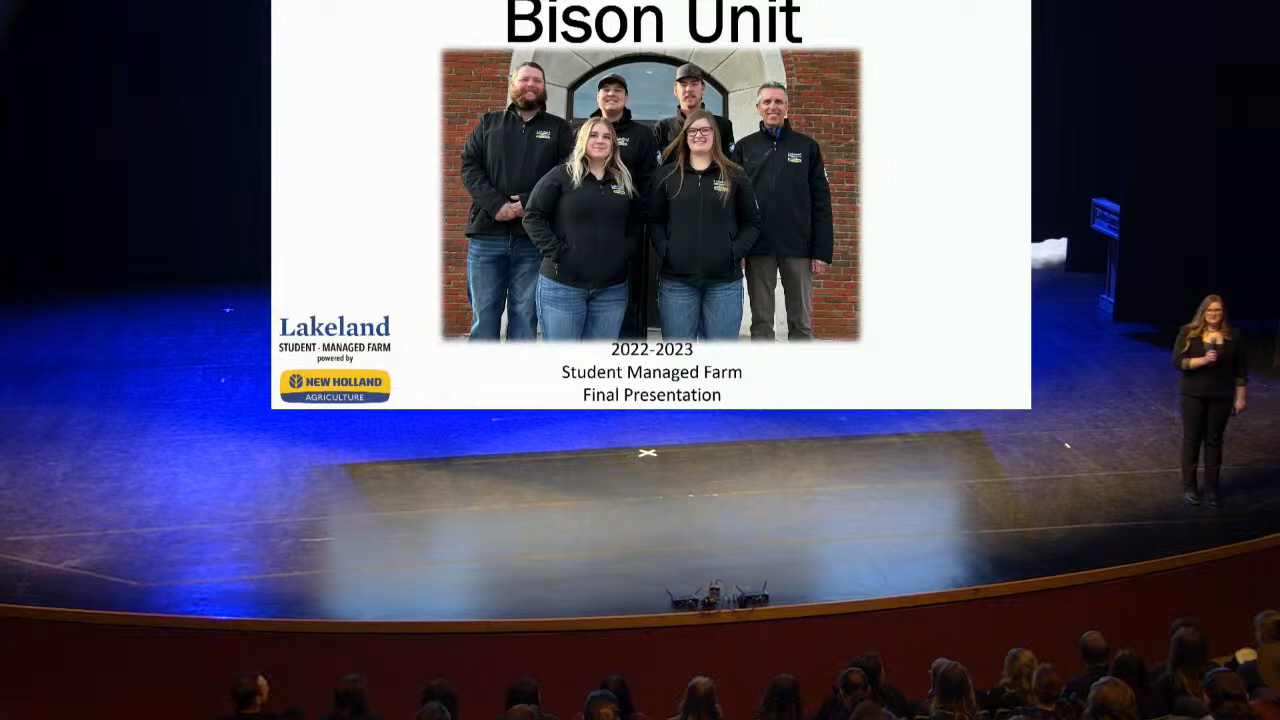 Bison Unit
Lakeland
STUDENT - MANAGED FARM
powered by
NEW HOLLAND
AGRICULTURE
2022-2023
Student Managed Farm
Final Presentation